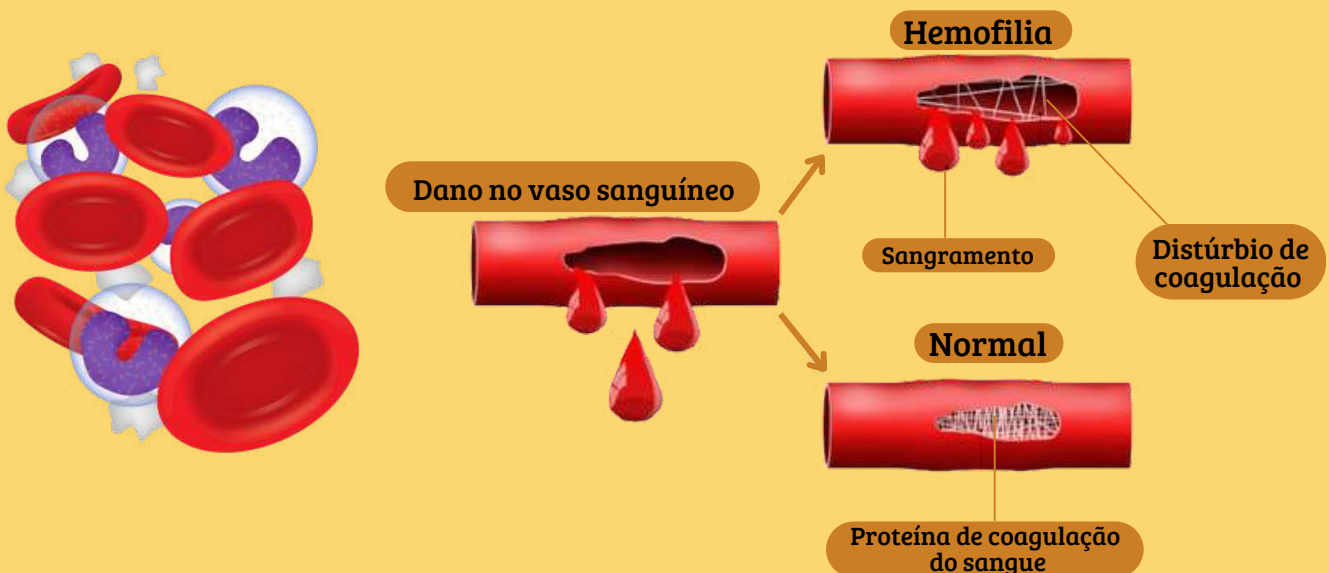 Hemofilia
Dano no vaso sanguíneo
Sangramento
Distúrbio de
coagulação
Normal
Proteína de coagulação
do sangue